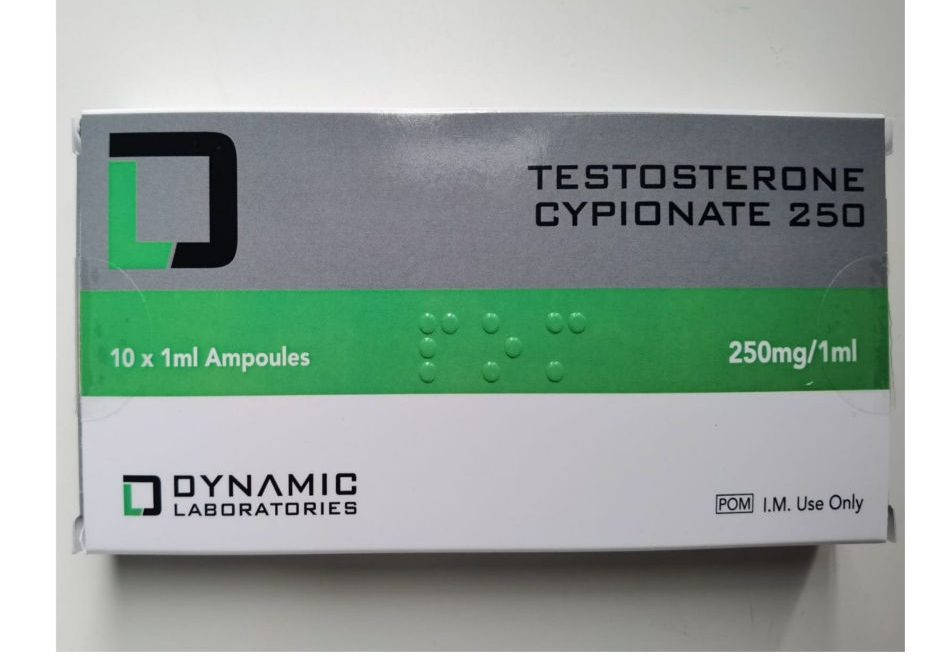 TESTOSTERONE
CYPIONATE 250
10 x 1ml Ampoules
250mg/1ml
DYNAMIC
LABORATORIES
POM I.M. Use Only